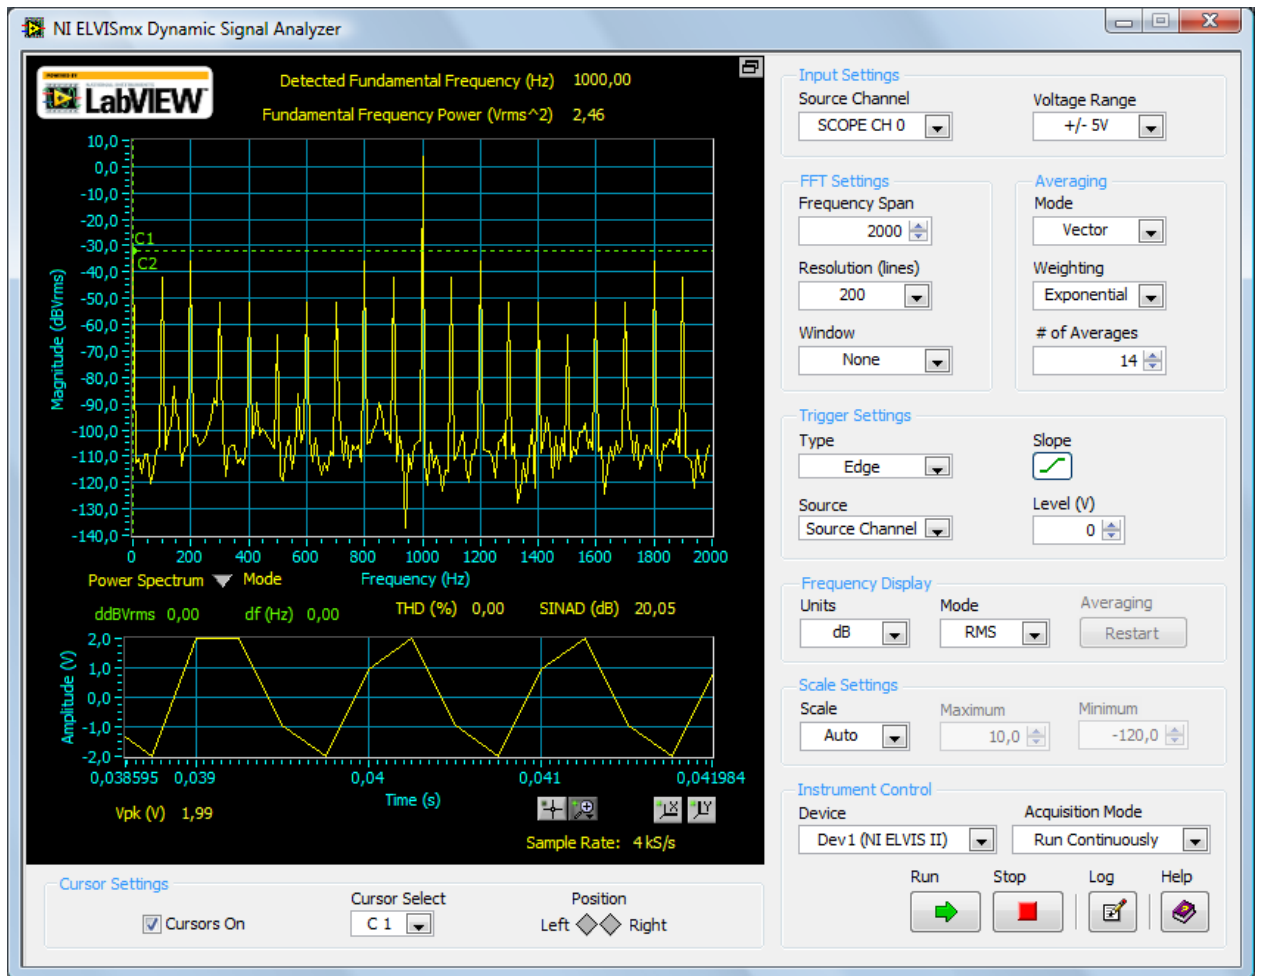 NI ELVISmx Dynamic Signal Analyzer
POWERED BY
NATIONAL INSTRUMENTS
LabVIEW
Detected Fundamental Frequency (Hz) 1000,00
Fundamental Frequency Power (Vrms^2) 2,46
10,0
0,0
-10,0
-20,0
-30,0
-40,0
-50,0
-60,0
-70,0
-80,0
-90,0
-100,0
-110,0
-120,0
-130,0
-140,0
Magnitude (dBVrms)
C1
C2
0 200 400 600 800 1000 1200 1400 1600 1800 2000
Power Spectrum Mode Frequency (Hz)
ddBVrms 0,00 df (Hz) 0,00 THD (%) 0,00 SINAD (dB) 20,05
2,0
1,0
0,0
-1,0
-2,0
Amplitude (V)
0,038595 0,039 0,04 0,041 0,041984
Time (s)
Vpk (V) 1,99
X Y
Sample Rate: 4 kS/s
Cursor Settings
Cursors On
Cursor Select
C 1
Position
Left Right
Input Settings
Source Channel Voltage Range
SCOPE CH 0 +/- 5V
FFT Settings
Frequency Span
2000
Resolution (lines)
200
Window
None
Averaging
Mode
Vector
Weighting
Exponential
# of Averages
14
Trigger Settings
Type Slope
Edge
Source Level (V)
Source Channel 0
Frequency Display
Units Mode Averaging
dB RMS Restart
Scale Settings
Scale Maximum Minimum
Auto 10,0 -120,0
Instrument Control
Device Acquisition Mode
Dev1 (NI ELVIS II) Run Continuously
Run Stop Log Help